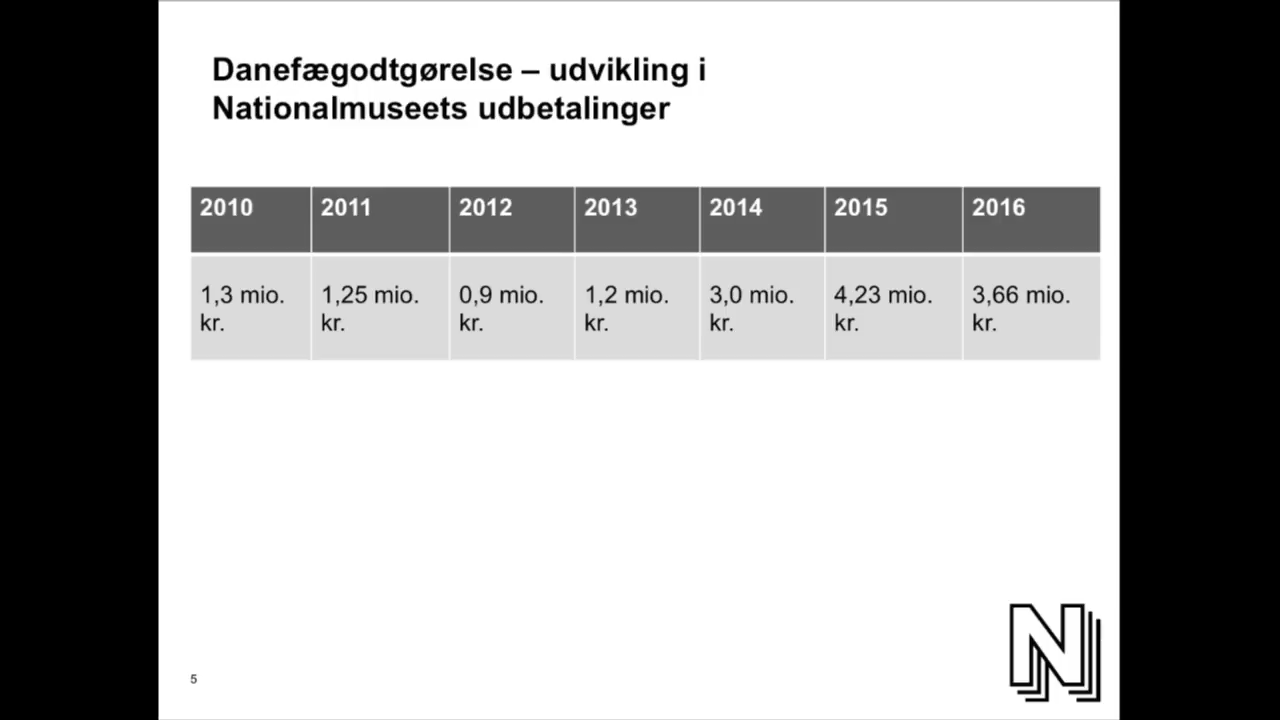 Danefægodtgørelse – udvikling i
Nationalmuseets udbetalinger
2010 2011 2012 2013 2014 2015 2016
1,3 mio. 1,25 mio. 0,9 mio. 1,2 mio. 3,0 mio. 4,23 mio. 3,66 mio.
kr. kr. kr. kr. kr. kr. kr.
5
N